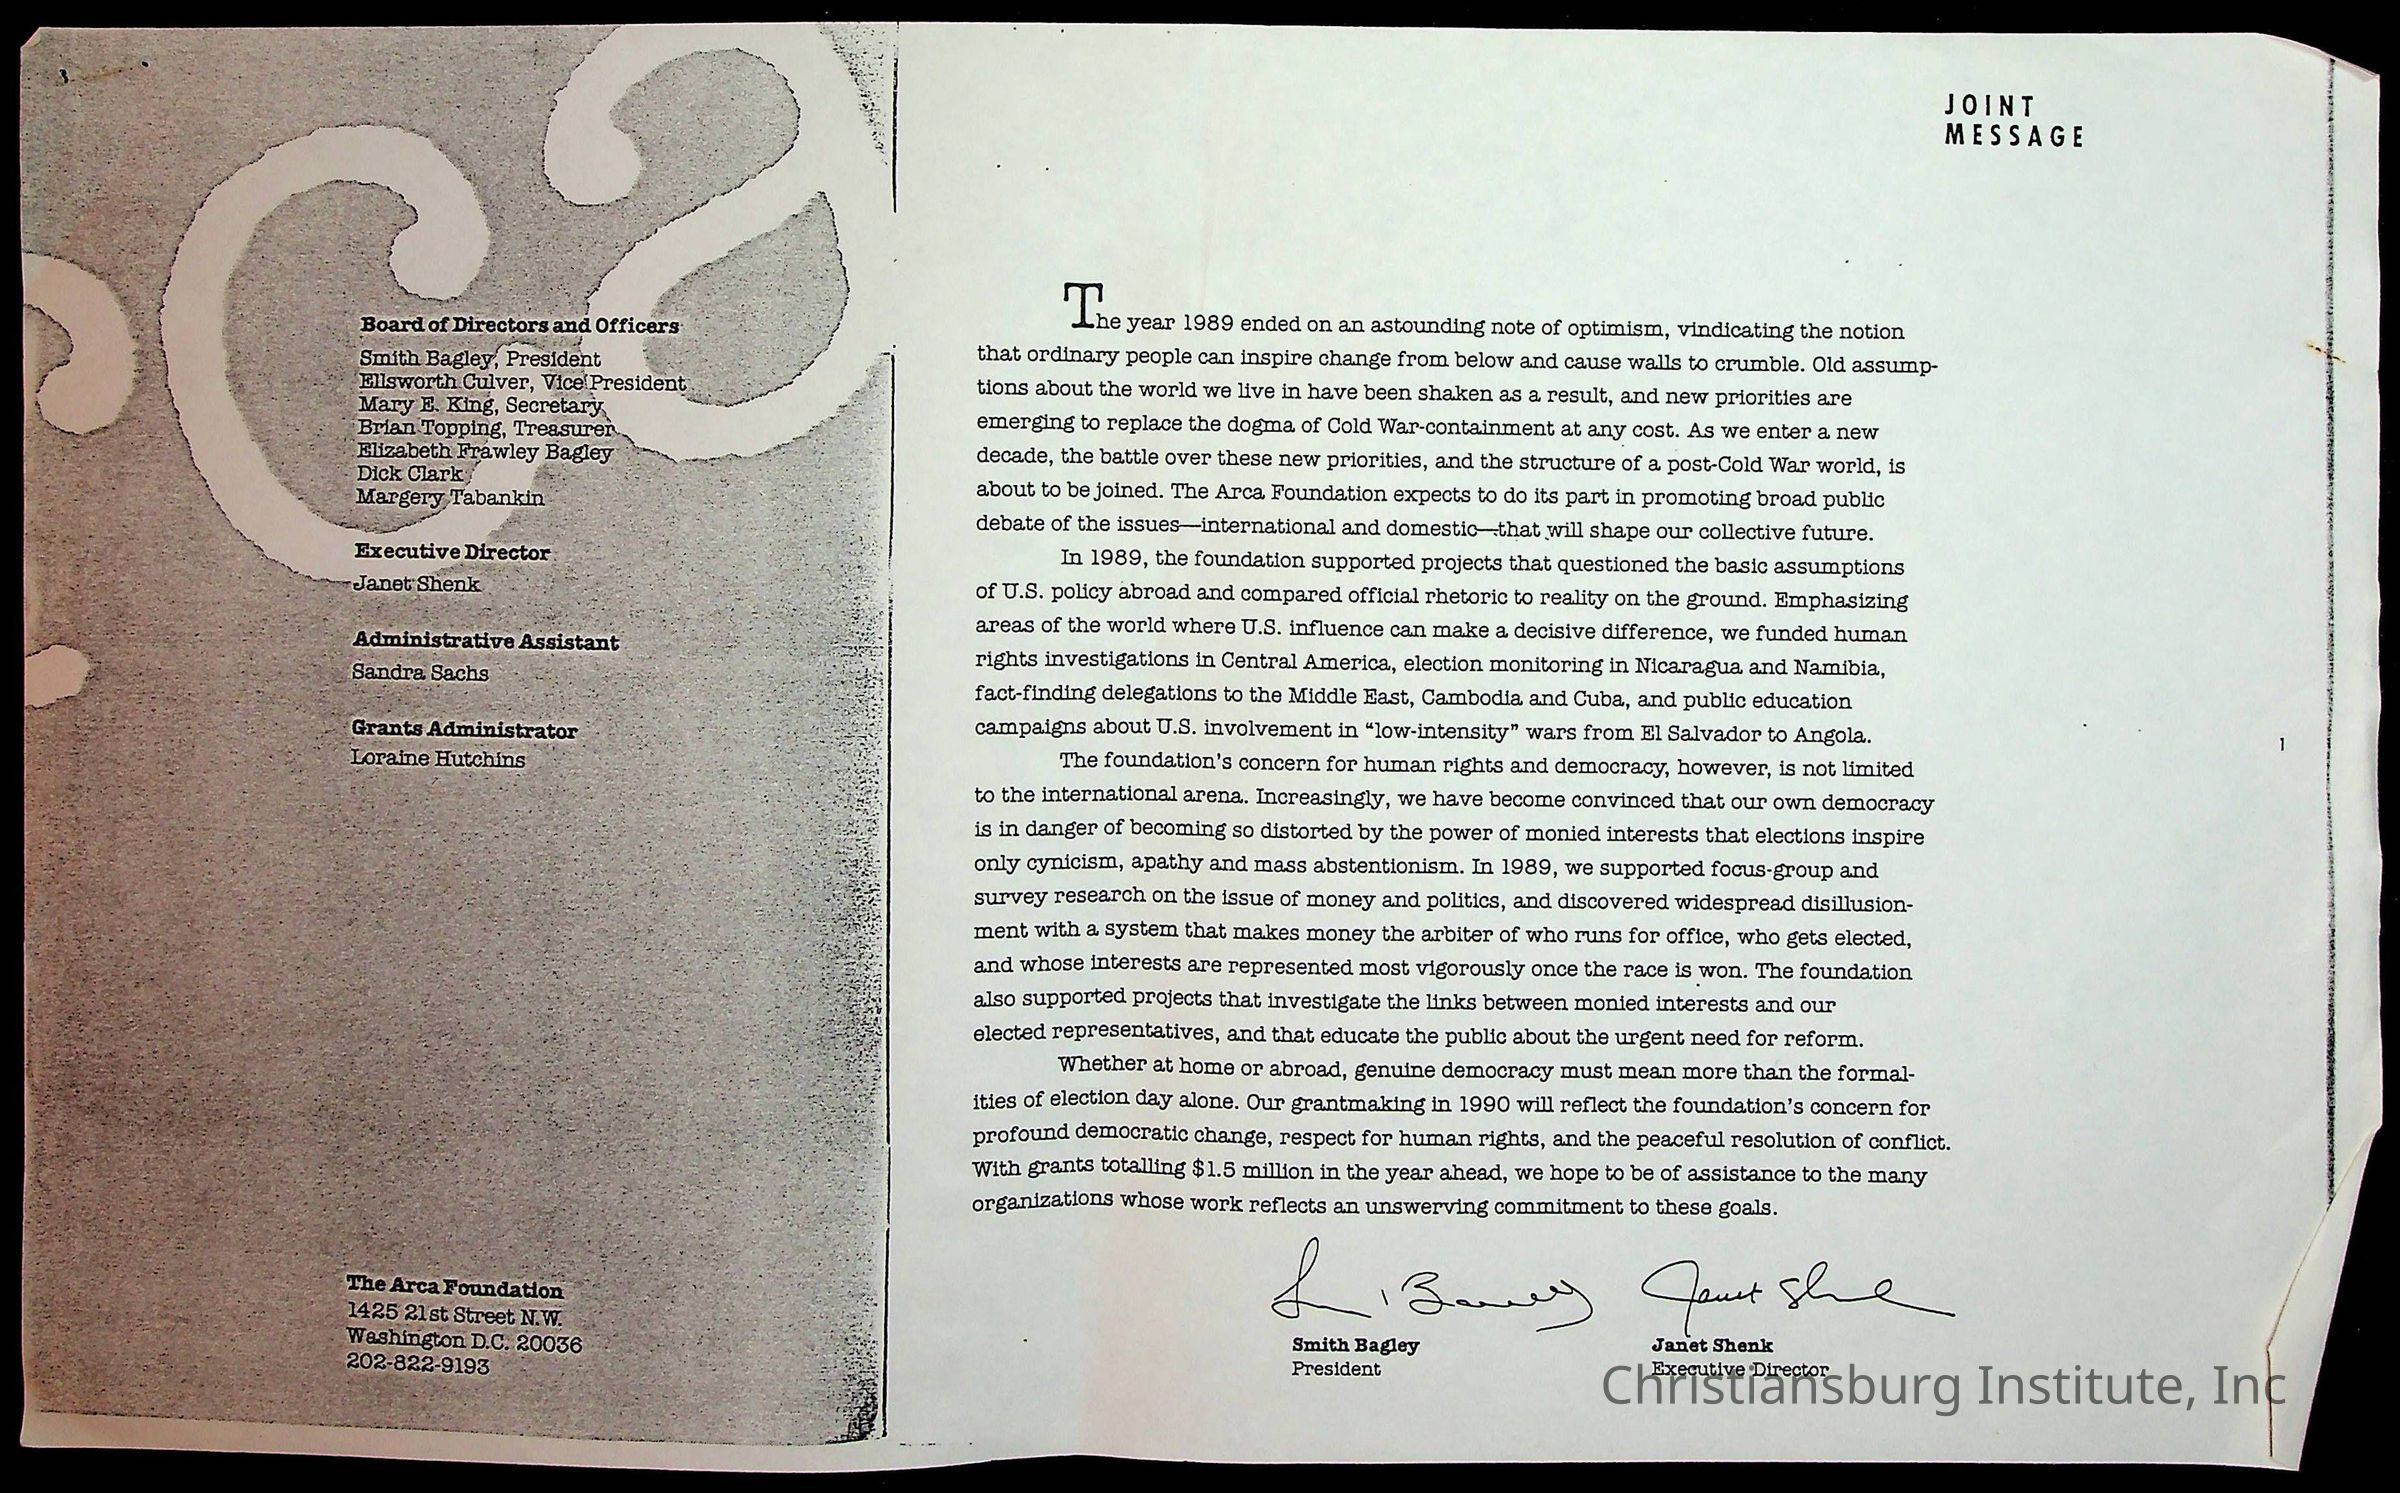 Board of Directors and Officers
Smith Bagley, President
Ellsworth Culver, Vice President
Mary E. King, Secretary
Brian Topping, Treasurer
Elizabeth Frawley Bagley
Dick Clark
Margery Tabankin
Executive Director
Janet Shenk
Administrative Assistant
Sandra Sachs
Grants Administrator
Loraine Hutchins
The Arca Foundation
1425 21st Street N.W.
Washington D.C. 20036
202-822-9193
JOINT
MESSAGE
The year 1989 ended on an astounding note of optimism, vindicating the notion
that ordinary people can inspire change from below and cause walls to crumble. Old assump-
tions about the world we live in have been shaken as a result, and new priorities are
emerging to replace the dogma of Cold War-containment at any cost. As we enter a new
decade, the battle over these new priorities, and the structure of a post-Cold War world, is
about to be joined. The Arca Foundation expects to do its part in promoting broad public
debate of the issues—international and domestic—that will shape our collective future.
In 1989, the foundation supported projects that questioned the basic assumptions
of U.S. policy abroad and compared official rhetoric to reality on the ground. Emphasizing
areas of the world where U.S. influence can make a decisive difference, we funded human
rights investigations in Central America, election monitoring in Nicaragua and Namibia,
fact-finding delegations to the Middle East, Cambodia and Cuba, and public education
campaigns about U.S. involvement in “low-intensity” wars from El Salvador to Angola.
The foundation’s concern for human rights and democracy, however, is not limited
to the international arena. Increasingly, we have become convinced that our own democracy
is in danger of becoming so distorted by the power of monied interests that elections inspire
only cynicism, apathy and mass abstentionism. In 1989, we supported focus-group and
survey research on the issue of money and politics, and discovered widespread disillusion-
ment with a system that makes money the arbiter of who runs for office, who gets elected,
and whose interests are represented most vigorously once the race is won. The foundation
also supported projects that investigate the links between monied interests and our
elected representatives, and that educate the public about the urgent need for reform.
Whether at home or abroad, genuine democracy must mean more than the formal-
ities of election day alone. Our grantmaking in 1990 will reflect the foundation’s concern for
profound democratic change, respect for human rights, and the peaceful resolution of conflict.
With grants totalling $1.5 million in the year ahead, we hope to be of assistance to the many
organizations whose work reflects an unswerving commitment to these goals.
Janet Shenk
Smith Bagley
President
Janet Shenk
Executive Director
1
Christiansburg Institute, Inc